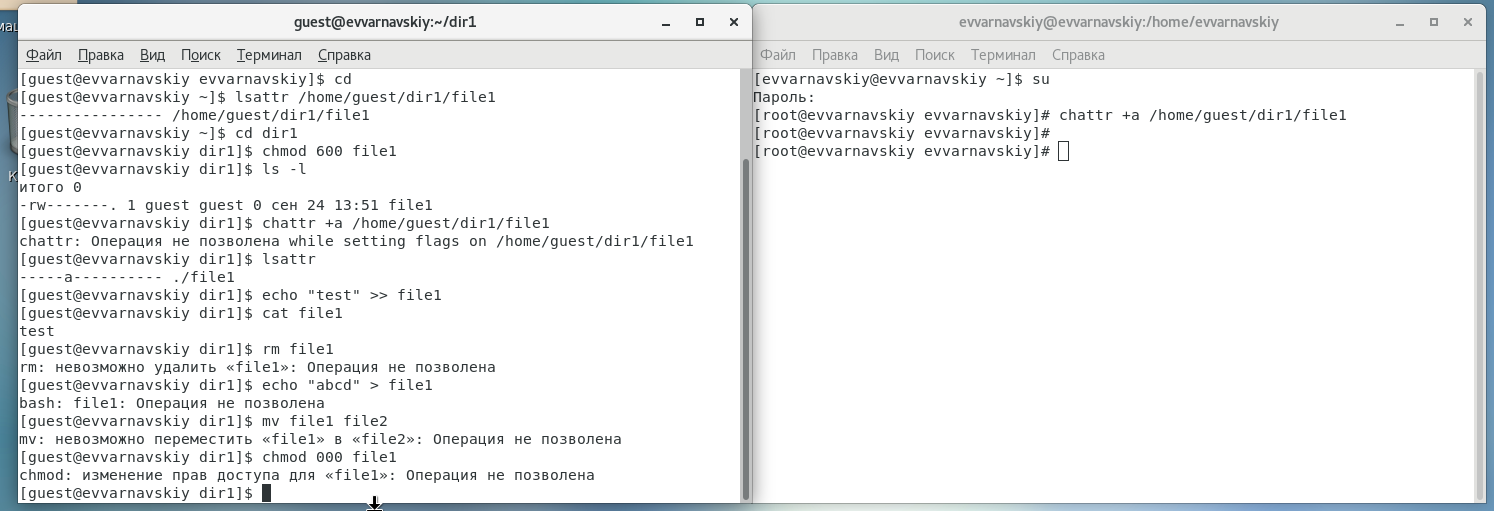 guest@evvarnavskiy:~/dir1
Файл Правка Вид Поиск Терминал Справка
[guest@evvarnavskiy evvarnavskiy]$ cd
[guest@evvarnavskiy ~]$ lsattr /home/guest/dir1/file1
---------------- /home/guest/dir1/file1
[guest@evvarnavskiy ~]$ cd dir1
[guest@evvarnavskiy dir1]$ chmod 600 file1
[guest@evvarnavskiy dir1]$ ls -l
итого 0
-rw-------. 1 guest guest 0 сен 24 13:51 file1
[guest@evvarnavskiy dir1]$ chattr +a /home/guest/dir1/file1
chattr: Операция не позволена while setting flags on /home/guest/dir1/file1
[guest@evvarnavskiy dir1]$ lsattr
-----a---------- ./file1
[guest@evvarnavskiy dir1]$ echo "test" >> file1
[guest@evvarnavskiy dir1]$ cat file1
test
[guest@evvarnavskiy dir1]$ rm file1
rm: невозможно удалить «file1»: Операция не позволена
[guest@evvarnavskiy dir1]$ echo "abcd" > file1
bash: file1: Операция не позволена
[guest@evvarnavskiy dir1]$ mv file1 file2
mv: невозможно переместить «file1» в «file2»: Операция не позволена
[guest@evvarnavskiy dir1]$ chmod 000 file1
chmod: изменение прав доступа для «file1»: Операция не позволена
[guest@evvarnavskiy dir1]$
evvarnavskiy@evvarnavskiy:/home/evvarnavskiy
Файл Правка Вид Поиск Терминал Справка
[evvarnavskiy@evvarnavskiy ~]$ su
Пароль:
[root@evvarnavskiy evvarnavskiy]# chattr +a /home/guest/dir1/file1
[root@evvarnavskiy evvarnavskiy]#
[root@evvarnavskiy evvarnavskiy]#